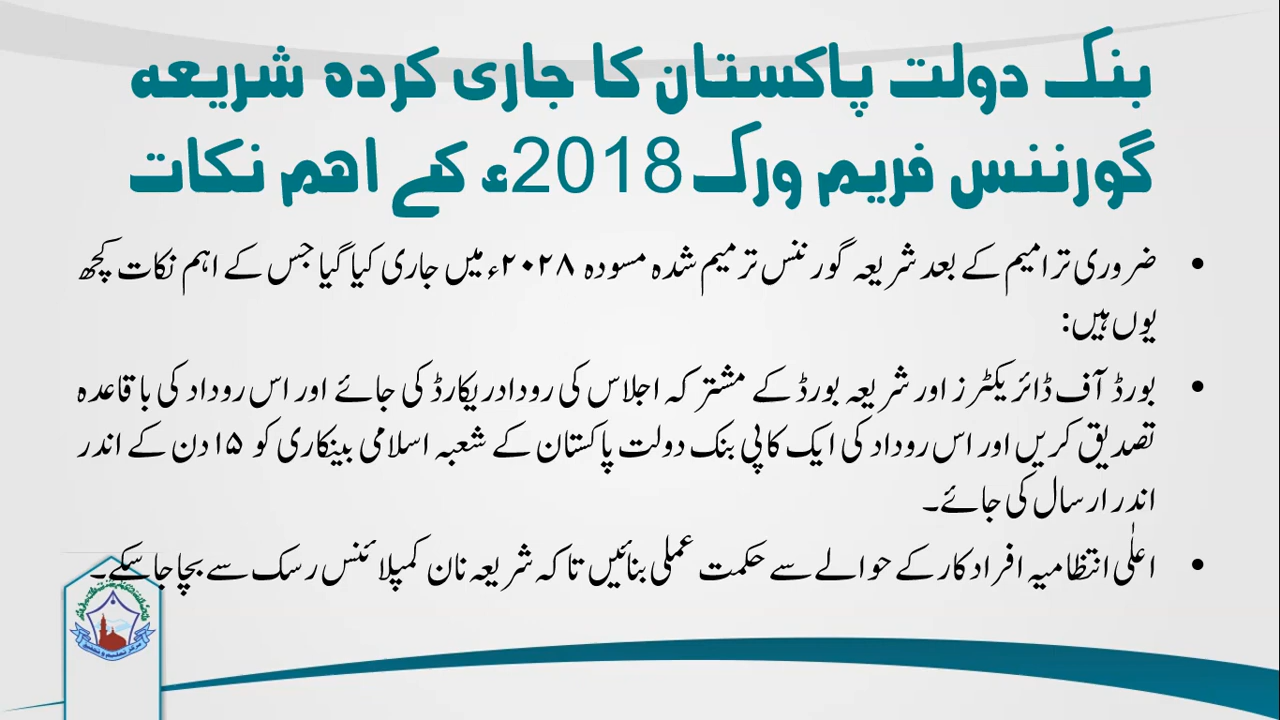 بنک دولت پاکستان کا جاری کردہ شریعہ
گورننس فریم ورک 2018ء کے اہم نکات
• ضروری ترامیم کے بعد شریعہ گورننس ترمیم شدہ مسودہ ۲۰۲۸ء میں جاری کیا گیا جس کے اہم نکات کچھ
یوں ہیں:
• بورڈ آف ڈائریکٹرز اور شریعہ بورڈ کے مشترکہ اجلاس کی روداد ریکارڈ کی جائے اور اس روداد کی باقاعدہ
تصدیق کریں اور اس روداد کی ایک کاپی بنک دولت پاکستان کے شعبہ اسلامی بینکاری کو ۱۵ دن کے اندر
اندر ارسال کی جائے۔
• اعلٰی انتظامیہ افراد کار کے حوالے سے حکمت عملی بنائیں تاکہ شریعہ نان کمپلائنس رسک سے بچا جا سکے۔